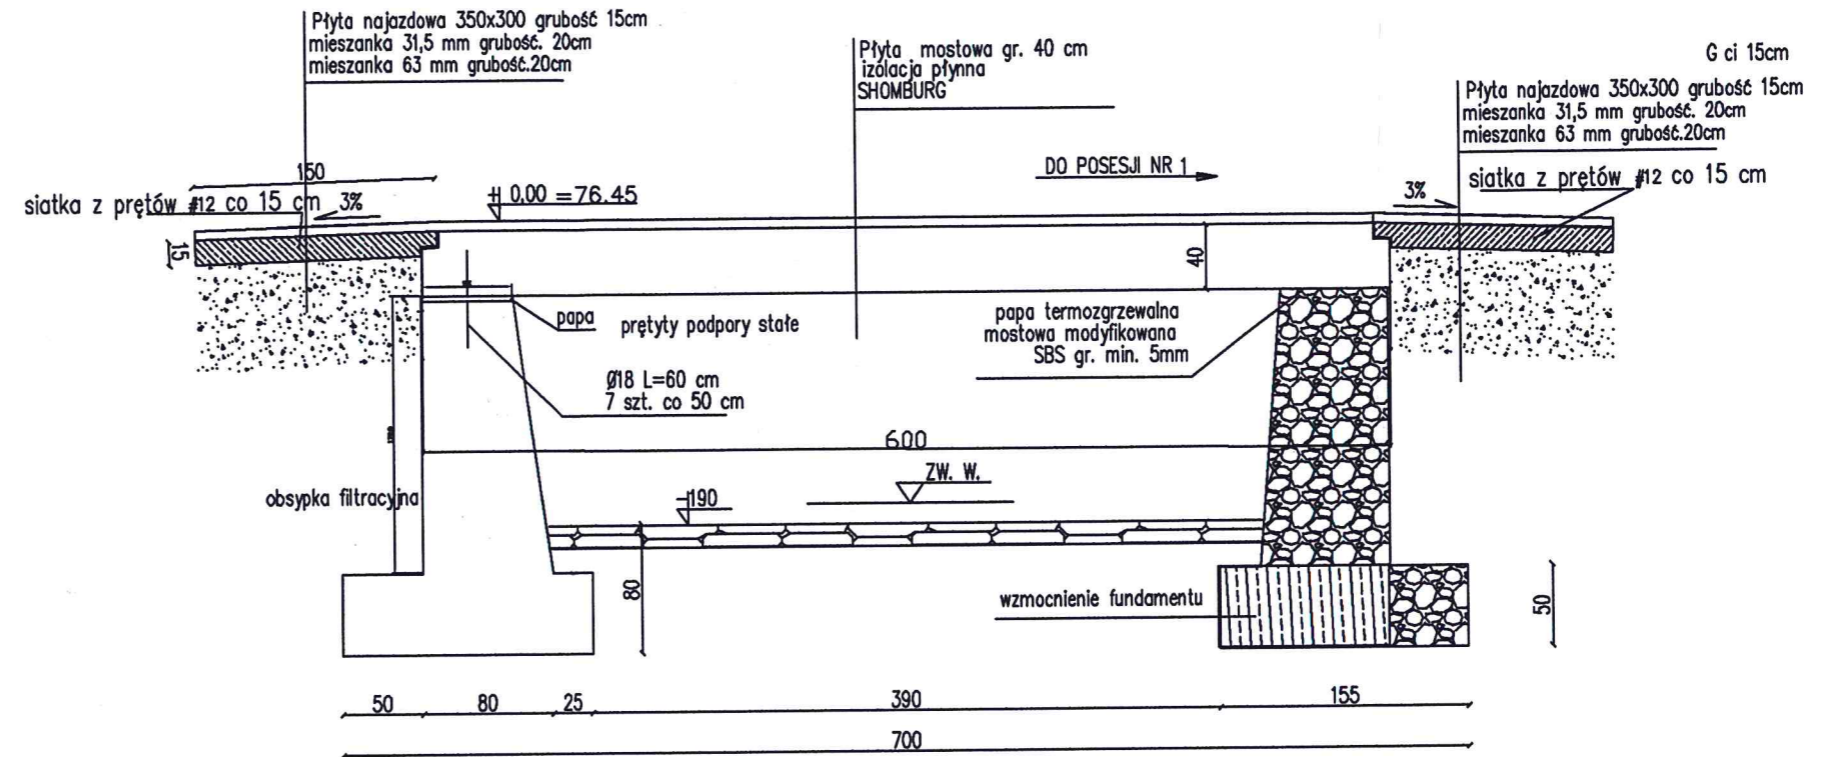 Płyta najazdowa 350x300 grubość 15cm
mieszanka 31,5 mm grubość. 20cm
mieszanka 63 mm grubość.20cm
Płyta mostowa gr. 40 cm
izolacja płynna
SHOMBURG
G ci 15cm
Płyta najazdowa 350x300 grubość 15cm
mieszanka 31,5 mm grubość. 20cm
mieszanka 63 mm grubość.20cm
150
DO POSESJI NR 1
siatka z prętów #12 co 15 cm
3%
0.00 =76.45
3%
siatka z prętów #12 co 15 cm
15
40
papa
prętyty podpory stałe
papa termozgrzewalna
mostowa modyfikowana
SBS gr. min. 5mm
Ø18 L=60 cm
7 szt. co 50 cm
600
ZW. W.
obsypka filtracyjna
-190
80
wzmocnienie fundamentu
50
50
80
25
390
155
700